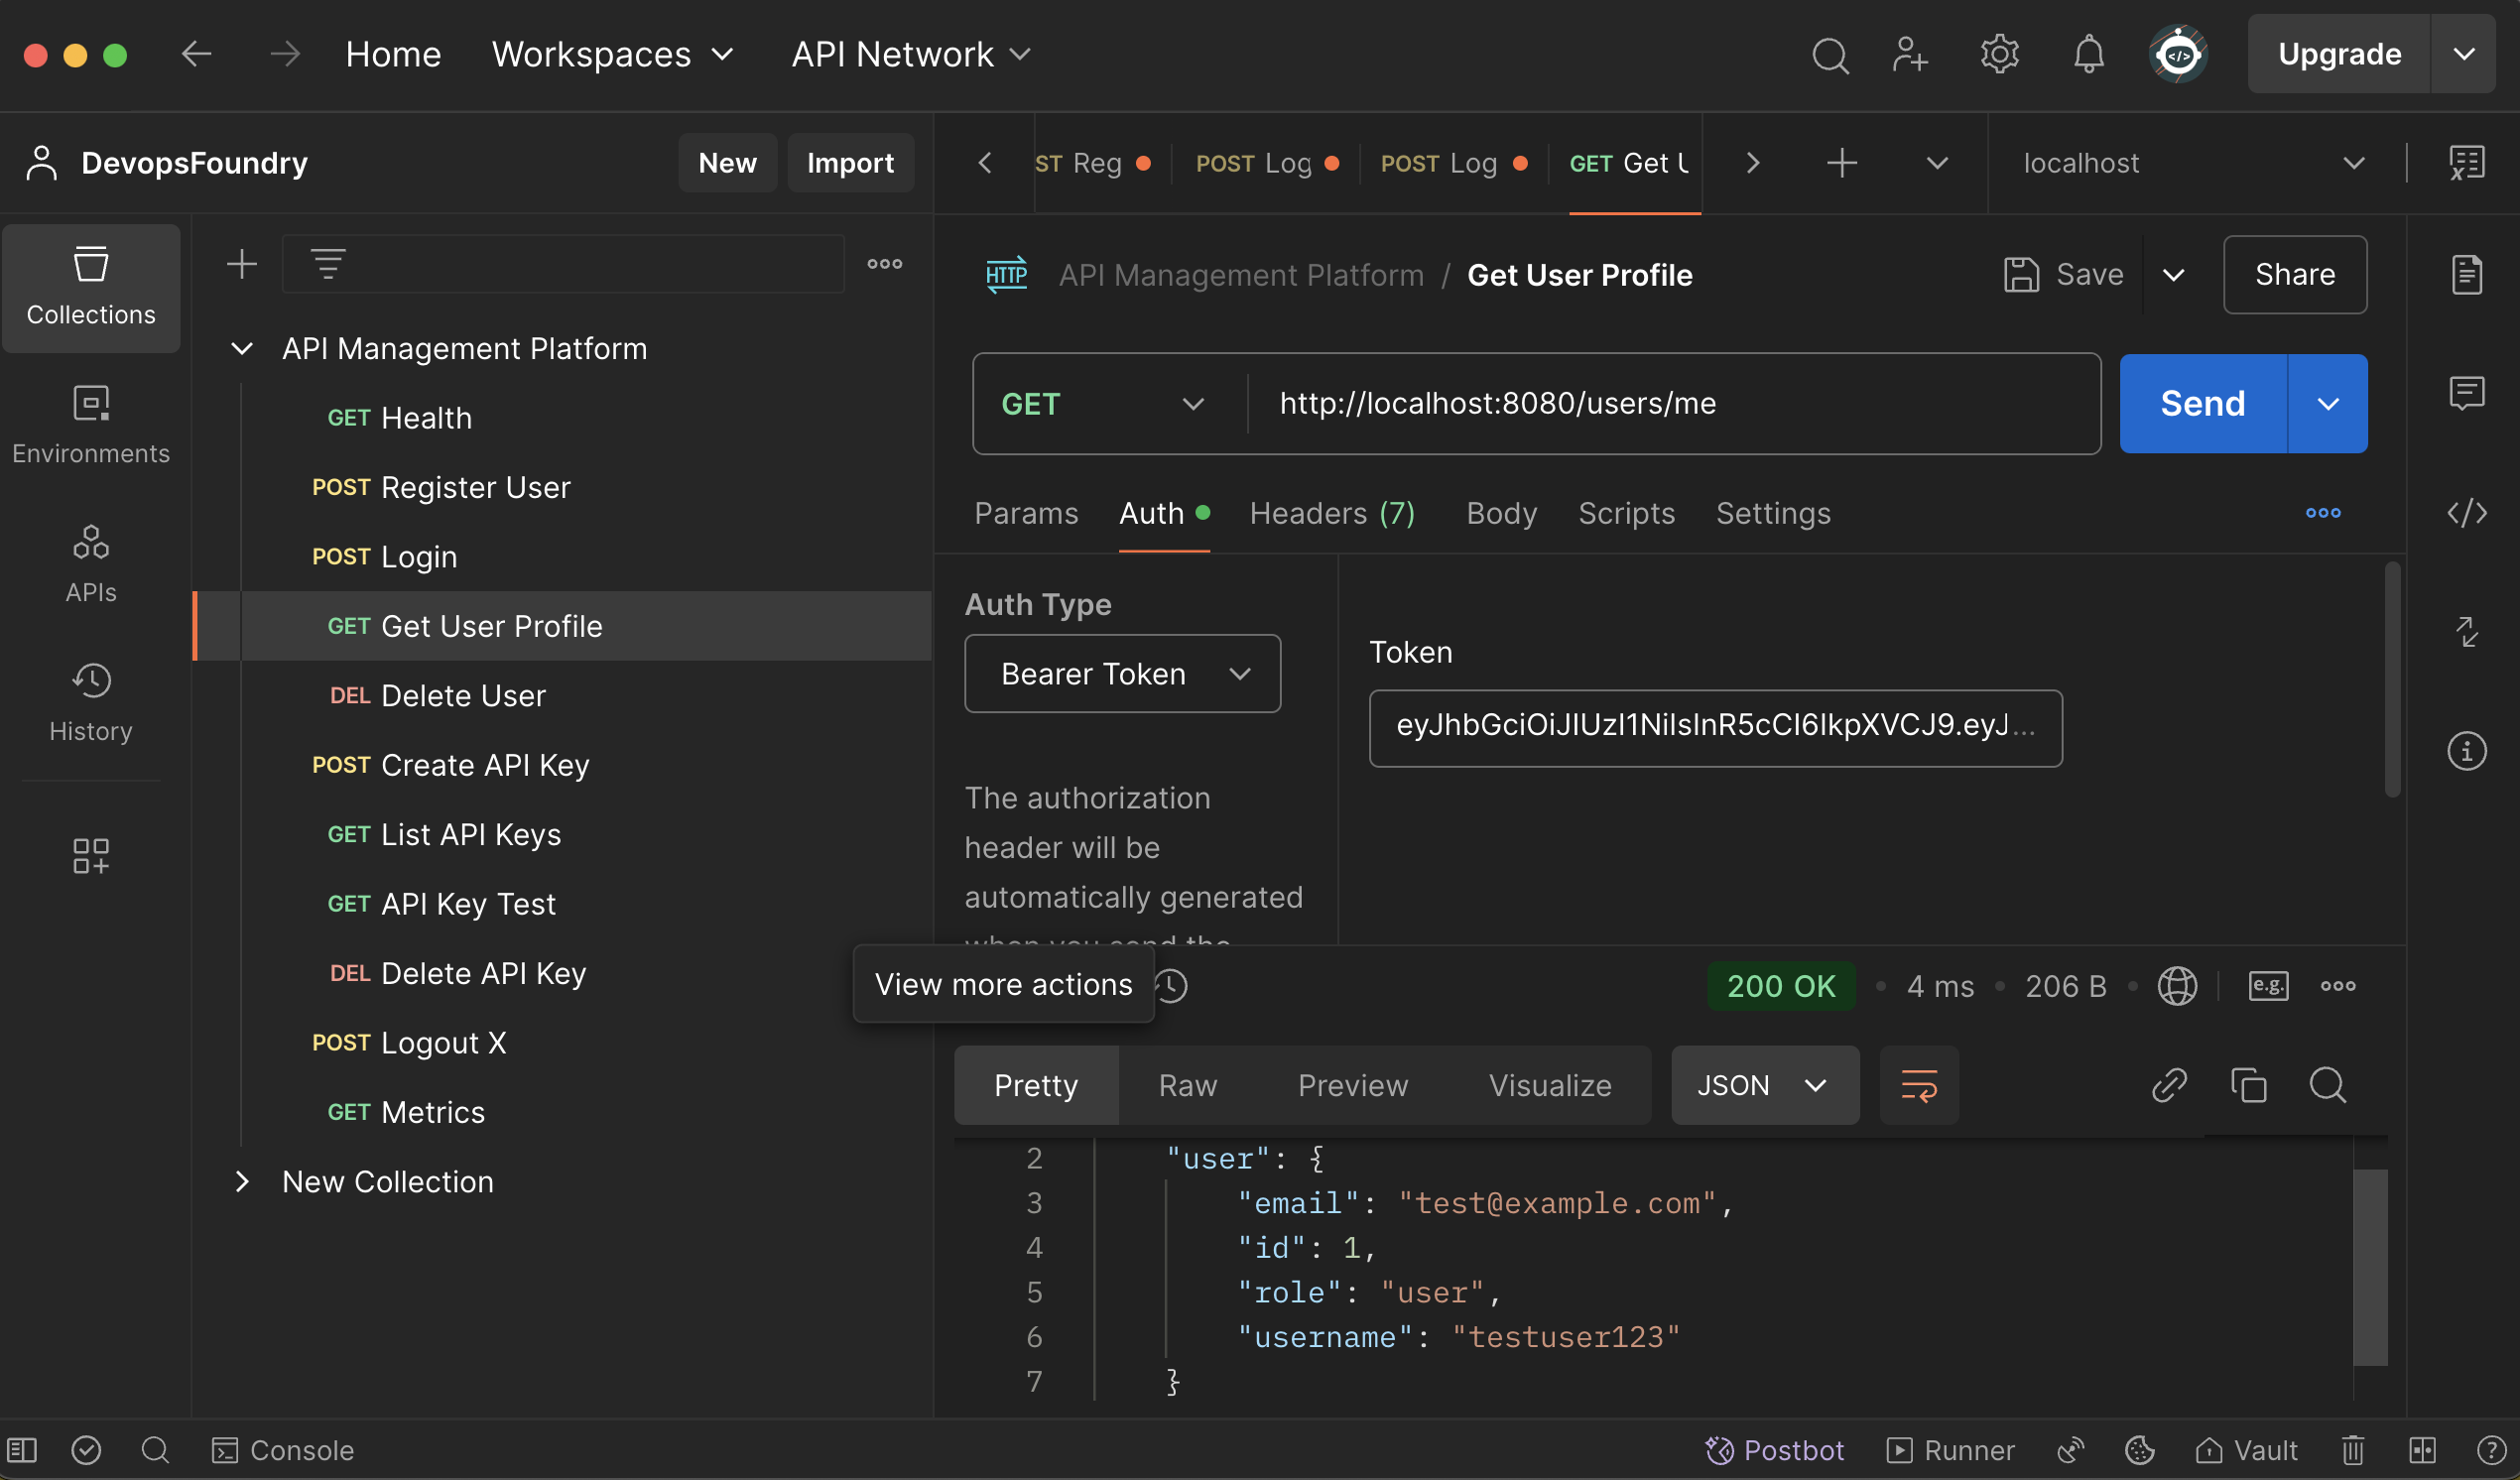 Home Workspaces API Network Upgrade
DevopsFoundry New Import
ST Reg POST Log POST Log GET Get U localhost
Collections
Environments
APIs
History
API Management Platform
GET Health
POST Register User
POST Login
GET Get User Profile
DEL Delete User
POST Create API Key
GET List API Keys
GET API Key Test
DEL Delete API Key
POST Logout X
GET Metrics
New Collection
HTTP API Management Platform / Get User Profile Save Share
GET http://localhost:8080/users/me Send
Params Auth Headers (7) Body Scripts Settings
Auth Type
Bearer Token
The authorization
header will be
automatically generated
when you send the
Token
eyJhbGciOiJIUzI1NiIsInR5cCI6IkpXVCJ9.eyJ...
View more actions
200 OK • 4 ms • 206 B • e.g.
Pretty Raw Preview Visualize JSON
2 "user": {
3 "email": "test@example.com",
4 "id": 1,
5 "role": "user",
6 "username": "testuser123"
7 }
Console Postbot Runner Vault